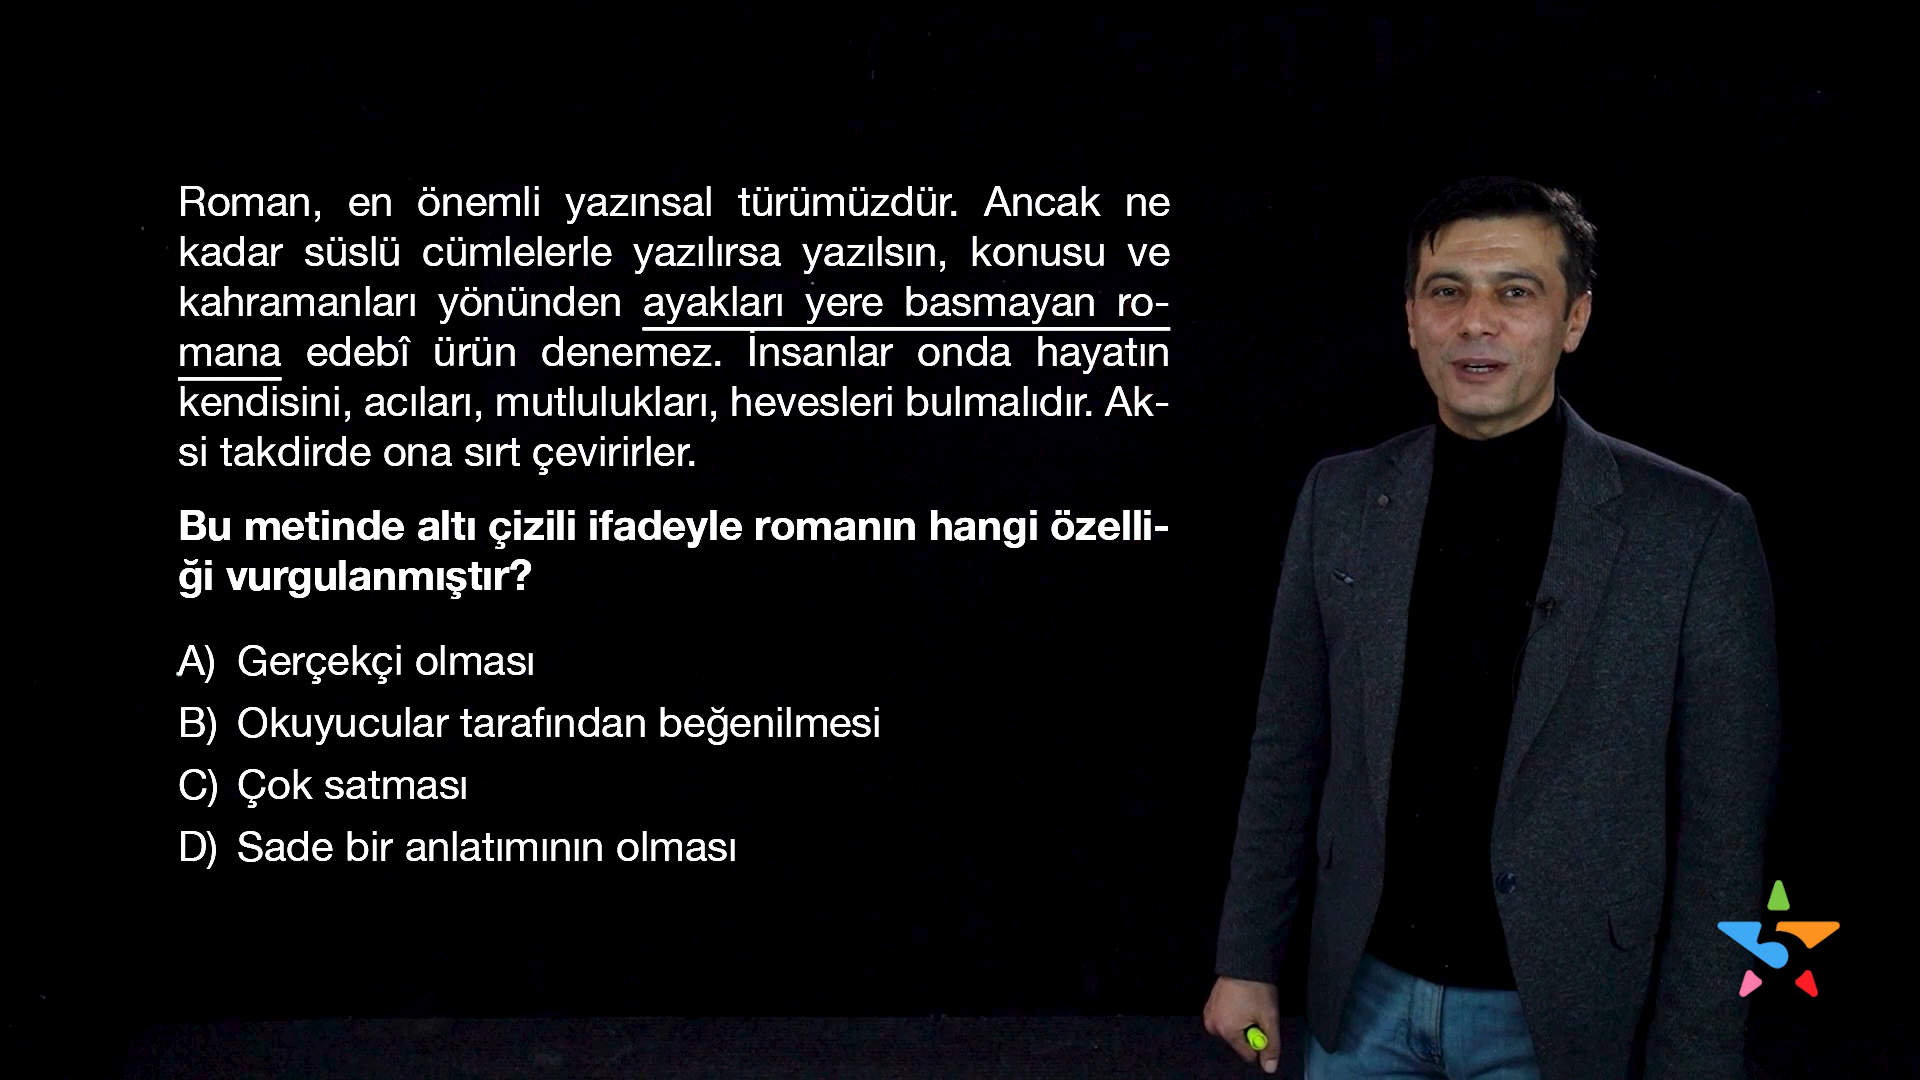 Roman, en önemli yazınsal türümüzdür. Ancak ne
kadar süslü cümlelerle yazılırsa yazılsın, konusu ve
kahramanları yönünden ayakları yere basmayan ro-
mana edebî ürün denemez. İnsanlar onda hayatın
kendisini, acıları, mutlulukları, hevesleri bulmalıdır. Ak-
si takdirde ona sırt çevirirler.
Bu metinde altı çizili ifadeyle romanın hangi özelli-
ği vurgulanmıştır?
A) Gerçekçi olması
B) Okuyucular tarafından beğenilmesi
C) Çok satması
D) Sade bir anlatımının olması
5